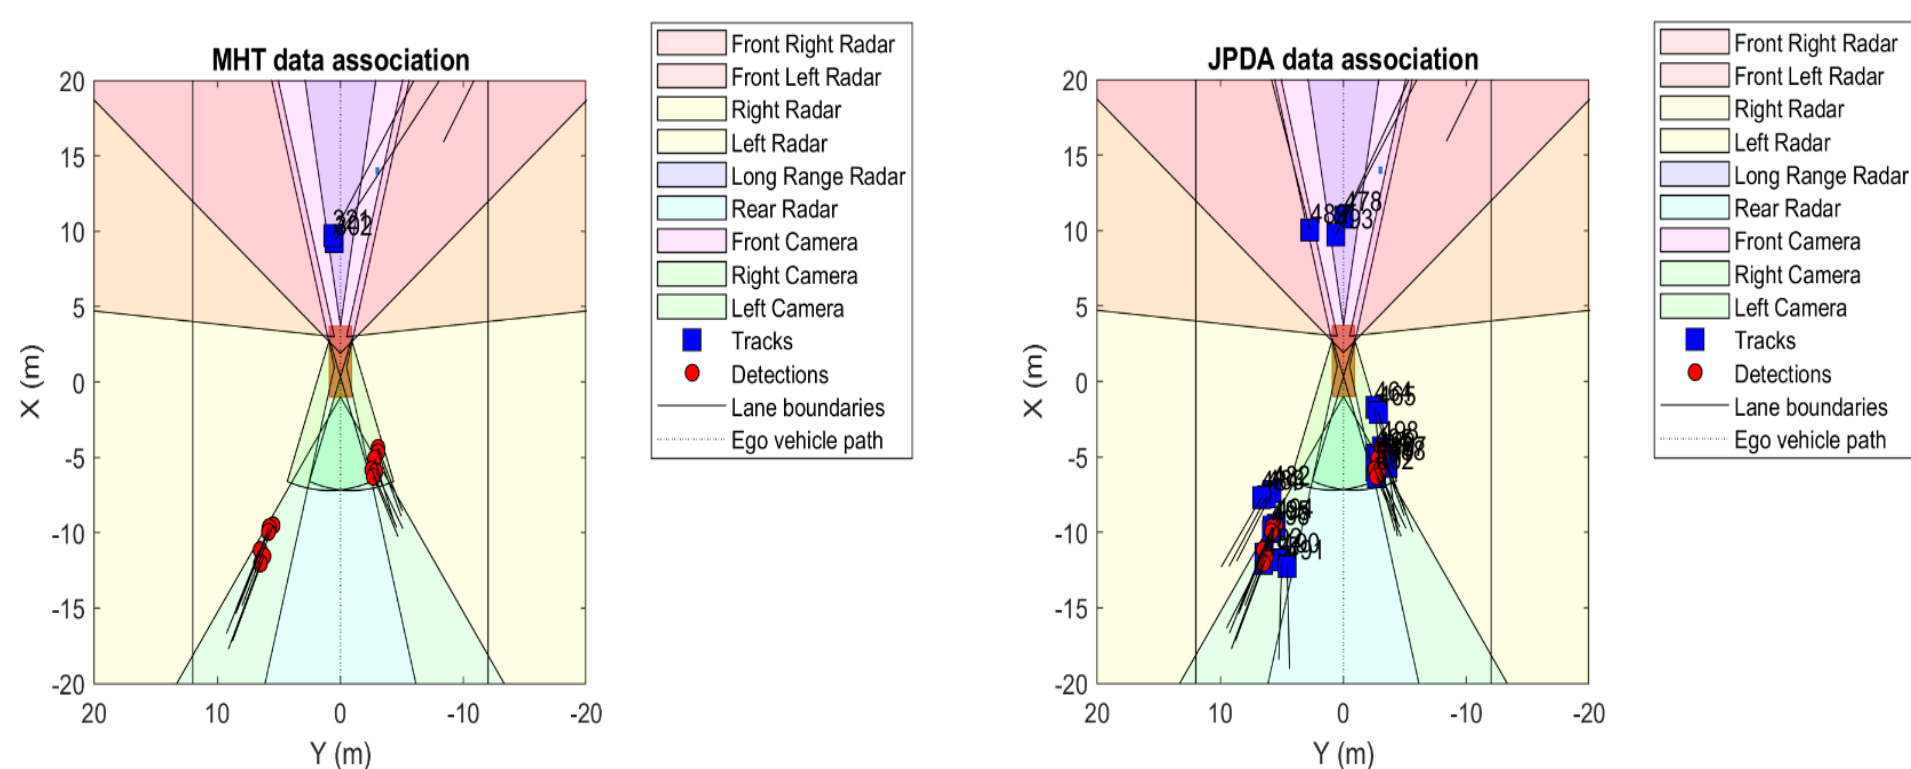 MHT data association
20
15
10
5
0
-5
-10
-15
-20
X (m)
20
10
0
-10
-20
Y (m)
302
Front Right Radar
Front Left Radar
Right Radar
Left Radar
Long Range Radar
Rear Radar
Front Camera
Right Camera
Left Camera
Tracks
Detections
Lane boundaries
Ego vehicle path
JPDA data association
20
15
10
5
0
-5
-10
-15
-20
X (m)
20
10
0
-10
-20
Y (m)
478
Front Right Radar
Front Left Radar
Right Radar
Left Radar
Long Range Radar
Rear Radar
Front Camera
Right Camera
Left Camera
Tracks
Detections
Lane boundaries
Ego vehicle path